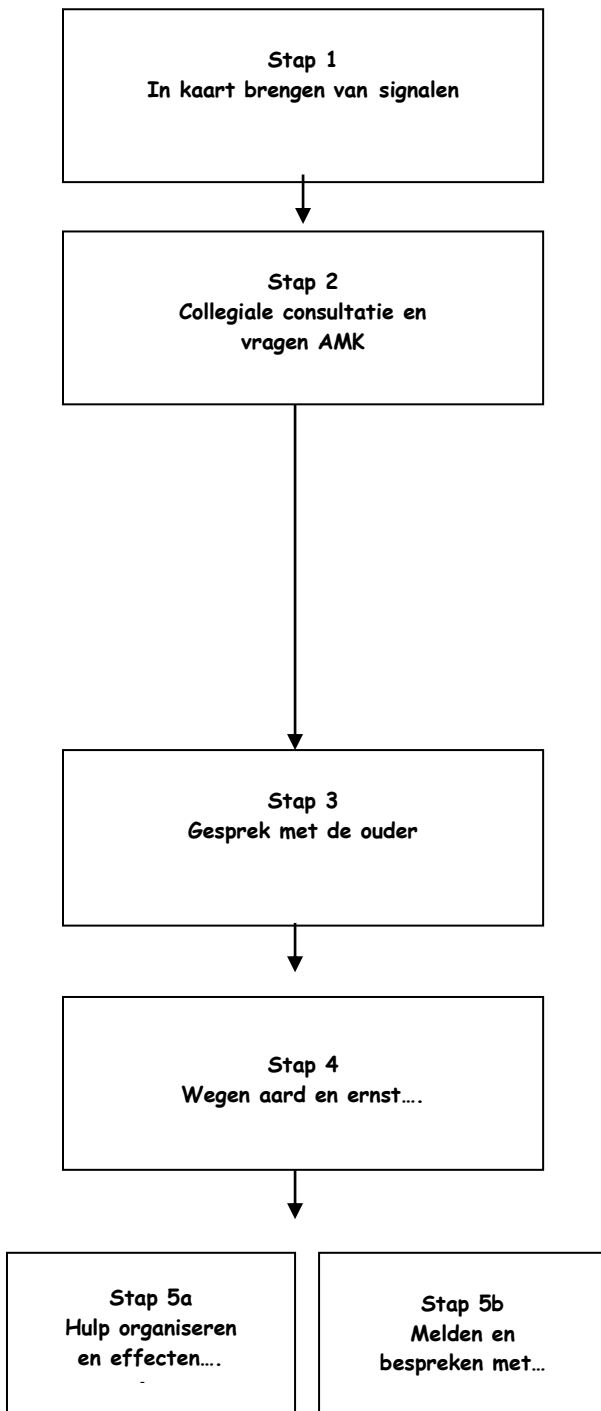 Stap 1
In kaart brengen van signalen
Stap 2
Collegiale consultatie en
vragen AMK
Stap 3
Gesprek met de ouder
Stap 4
Wegen aard en ernst….
Stap 5a
Hulp organiseren
en effecten….
-
Stap 5b
Melden en
bespreken met…